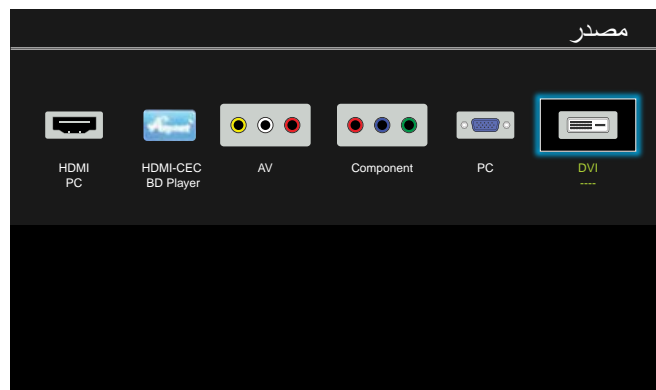 مصدر
DVI
----
PC
Component
AV
HDMI-CEC
BD Player
HDMI
PC